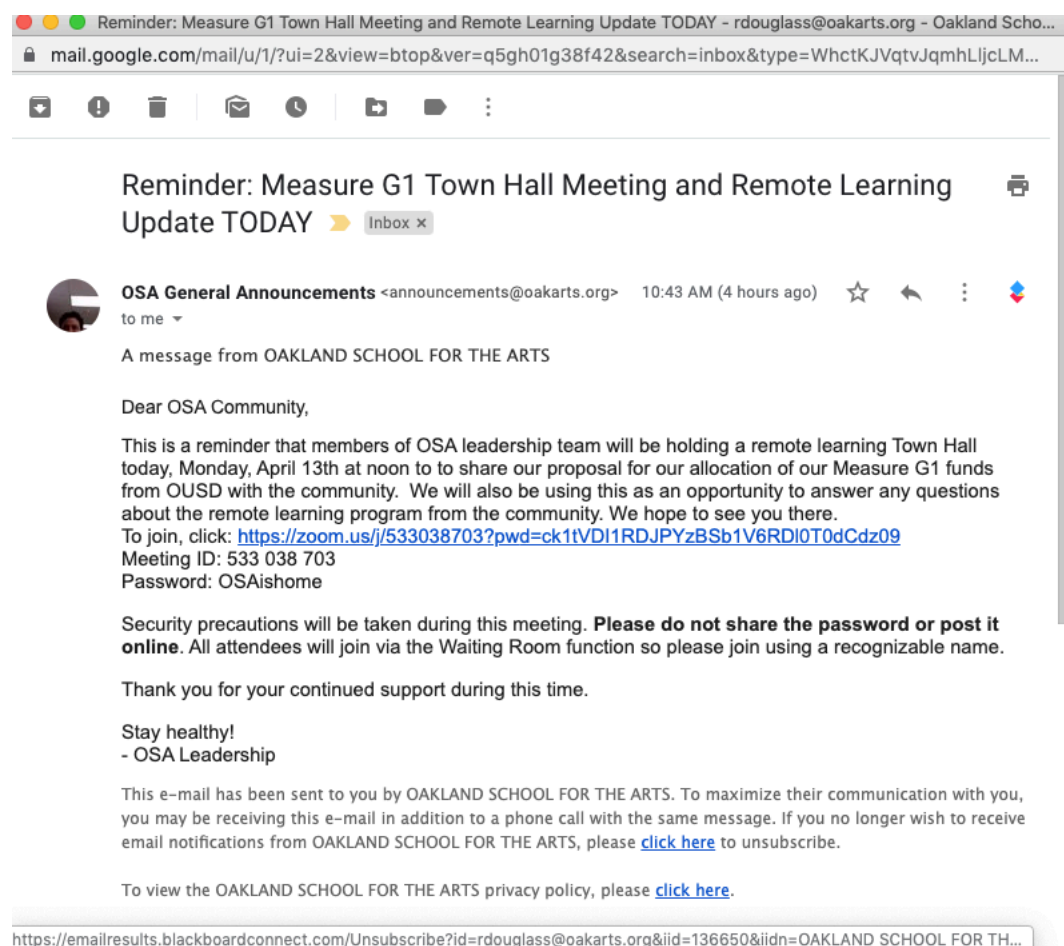 Reminder: Measure G1 Town Hall Meeting and Remote Learning Update TODAY - rdouglass@oakarts.org - Oakland Scho...
mail.google.com/mail/u/1/?ui=2&view=btop&ver=q5gh01g38f42&search=inbox&type=WhctKJVqtvJqmhLljcLM...
Reminder: Measure G1 Town Hall Meeting and Remote Learning
Update TODAY Inbox ×
OSA General Announcements <announcements@oakarts.org> 10:43 AM (4 hours ago)
to me
A message from OAKLAND SCHOOL FOR THE ARTS
Dear OSA Community,
This is a reminder that members of OSA leadership team will be holding a remote learning Town Hall
today, Monday, April 13th at noon to to share our proposal for our allocation of our Measure G1 funds
from OUSD with the community. We will also be using this as an opportunity to answer any questions
about the remote learning program from the community. We hope to see you there.
To join, click: https://zoom.us/j/533038703?pwd=ck1tVDI1RDJPYzBSb1V6RDl0T0dCdz09
Meeting ID: 533 038 703
Password: OSAishome
Security precautions will be taken during this meeting. Please do not share the password or post it
online. All attendees will join via the Waiting Room function so please join using a recognizable name.
Thank you for your continued support during this time.
Stay healthy!
- OSA Leadership
This e-mail has been sent to you by OAKLAND SCHOOL FOR THE ARTS. To maximize their communication with you,
you may be receiving this e-mail in addition to a phone call with the same message. If you no longer wish to receive
email notifications from OAKLAND SCHOOL FOR THE ARTS, please click here to unsubscribe.
To view the OAKLAND SCHOOL FOR THE ARTS privacy policy, please click here.
https://emailresults.blackboardconnect.com/Unsubscribe?id=rdouglass@oakarts.org&iid=136650&iidn=OAKLAND SCHOOL FOR TH...